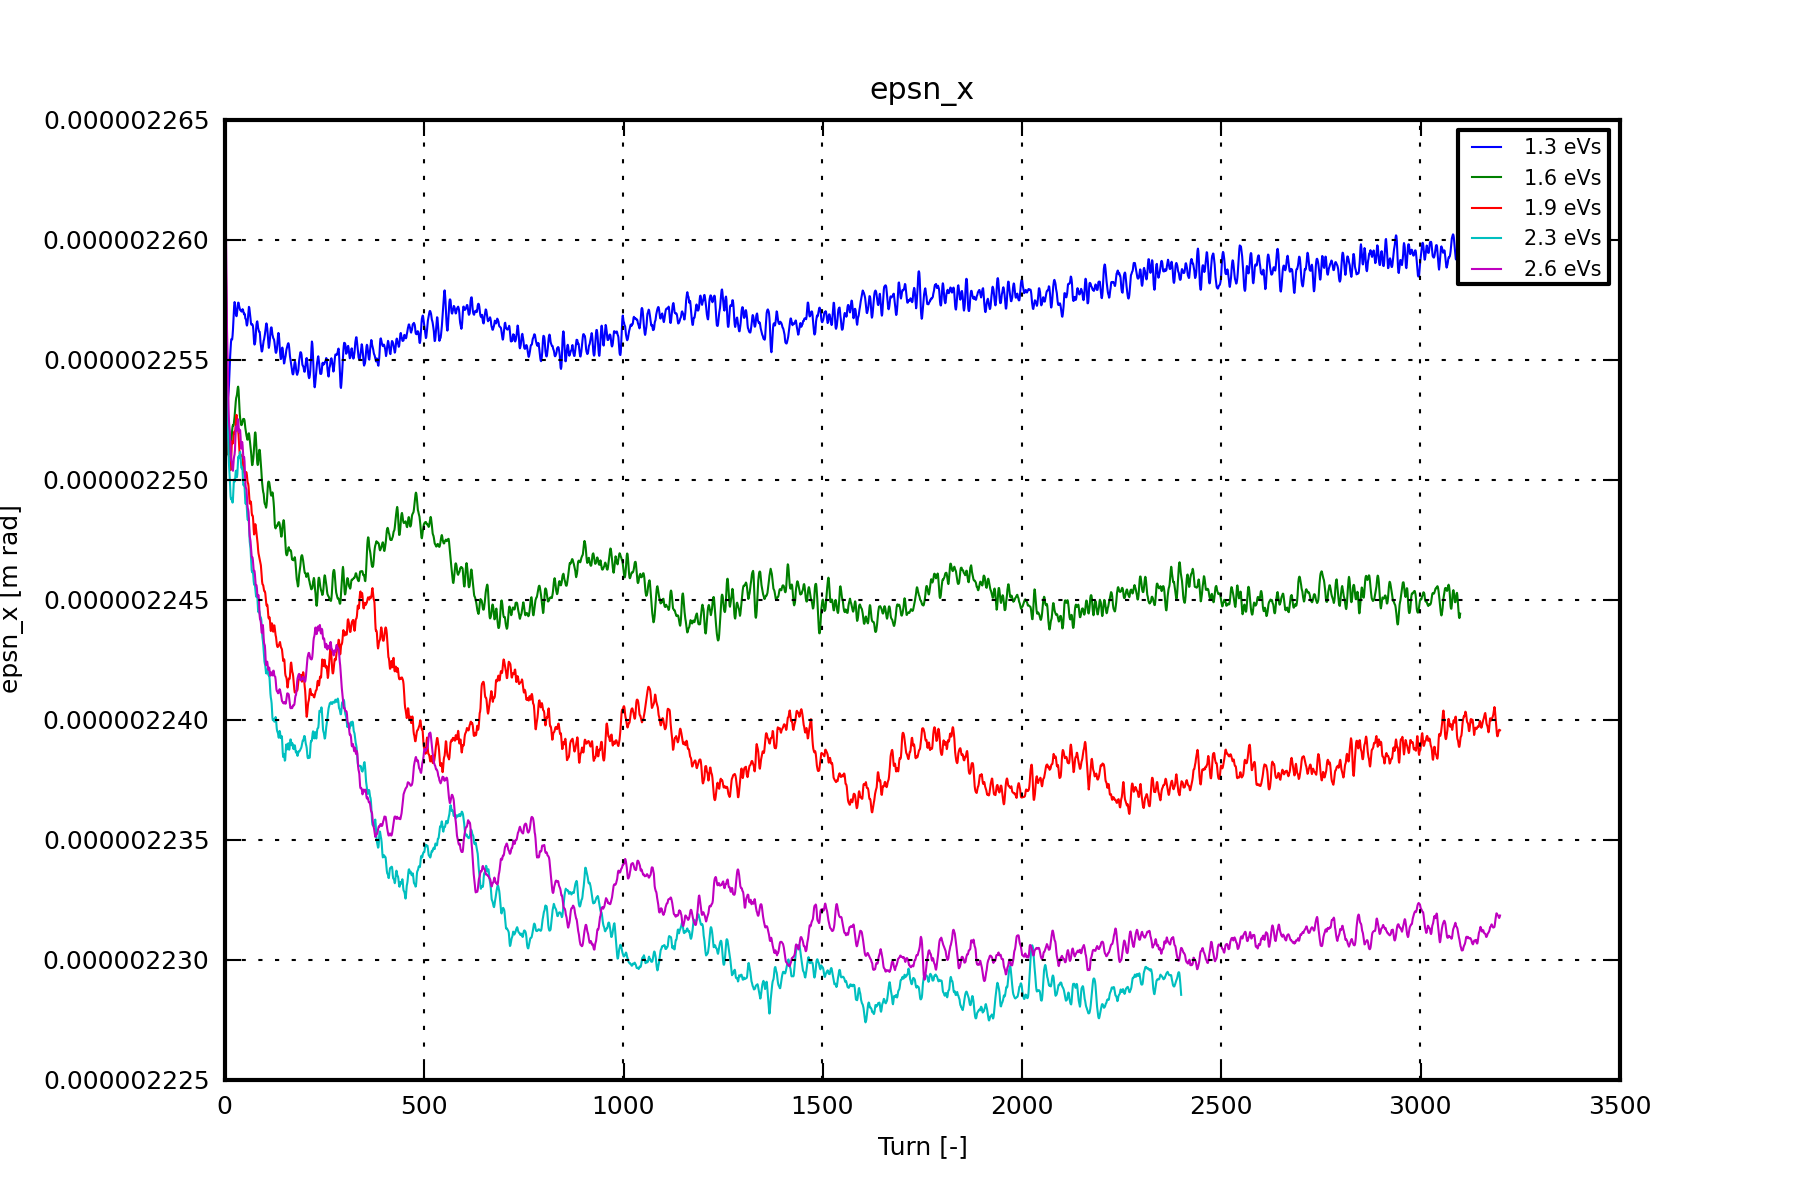 epsn_x
0.000002265
0.000002260
0.000002255
0.000002250
0.000002245
0.000002240
0.000002235
0.000002230
0.000002225
epsn_x [m rad]
1.3 eVs
1.6 eVs
1.9 eVs
2.3 eVs
2.6 eVs
0 500 1000 1500 2000 2500 3000 3500
Turn [-]